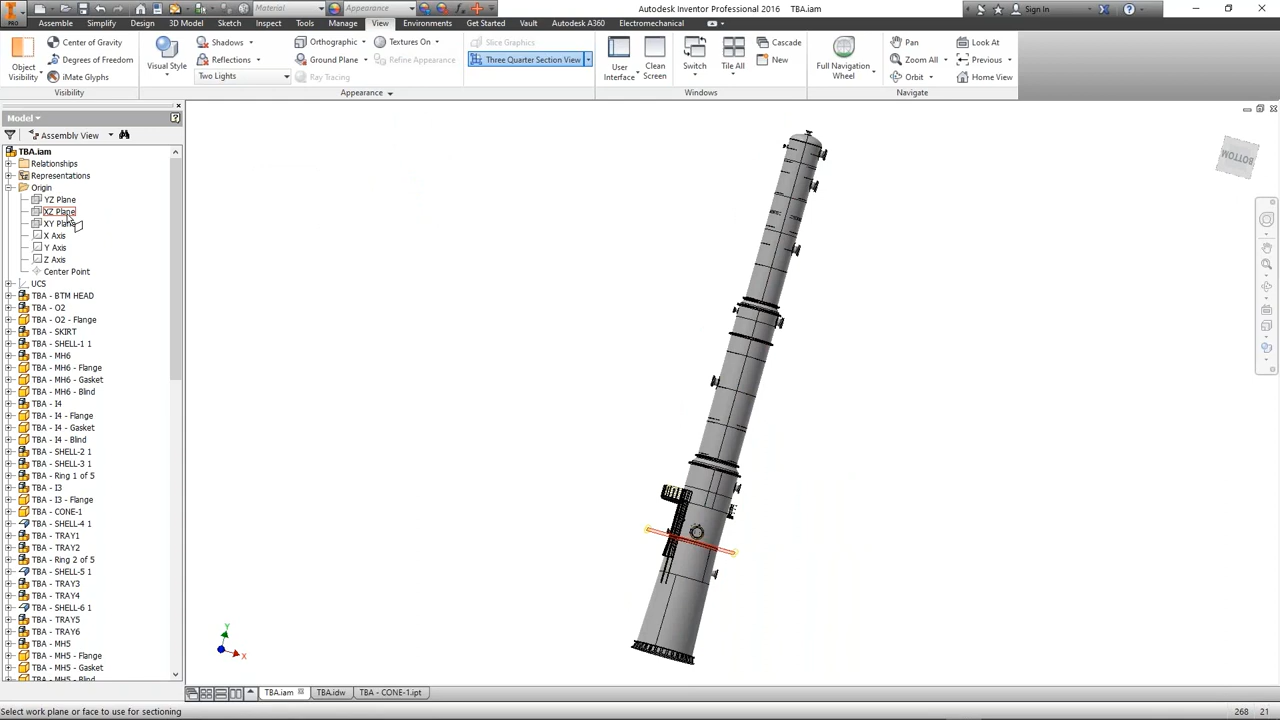 Material
Appearance
Autodesk Inventor Professional 2016 TBA.iam
Sign In
PRO
Assembly Simplify Design 3D Model Sketch Inspect Tools Manage View Environments Get Started Vault Autodesk A360 Electromechanical
Object
Visibility
Center of Gravity
Degrees of Freedom
iMate Glyphs
Visibility
Visual Style
Shadows
Reflections
Two Lights
Orthographic
Ground Plane
Ray Tracing
Textures On
Refine Appearance
Appearance
Slice Graphics
Three Quarter Section View
User
Interface
Clean
Screen
Switch
Tile All
Cascade
New
Windows
Full Navigation
Wheel
Pan
Zoom All
Orbit
Look At
Previous
Home View
Navigate
Model
Assembly View
TBA.iam
Relationships
Representations
Origin
YZ Plane
XZ Plane
XY Plane
X Axis
Y Axis
Z Axis
Center Point
UCS
TBA - BTM HEAD
TBA - O2
TBA - O2 - Flange
TBA - SKIRT
TBA - SHELL-1 1
TBA - MH6
TBA - MH6 - Flange
TBA - MH6 - Gasket
TBA - MH6 - Blind
TBA - I4
TBA - I4 - Flange
TBA - I4 - Gasket
TBA - I4 - Blind
TBA - SHELL-2 1
TBA - SHELL-3 1
TBA - Ring 1 of 5
TBA - I3
TBA - I3 - Flange
TBA - CONE-1
TBA - SHELL-4 1
TBA - TRAY1
TBA - TRAY2
TBA - Ring 2 of 5
TBA - SHELL-5 1
TBA - TRAY3
TBA - TRAY4
TBA - SHELL-6 1
TBA - TRAY5
TBA - TRAY6
TBA - MH5
TBA - MH5 - Flange
TBA - MH5 - Gasket
TBA - MH5 - Blind
BOTTOM
Y
X
TBA.iam TBA.idw TBA - CONE-1.ipt
Select work plane or face to use for sectioning 268 21